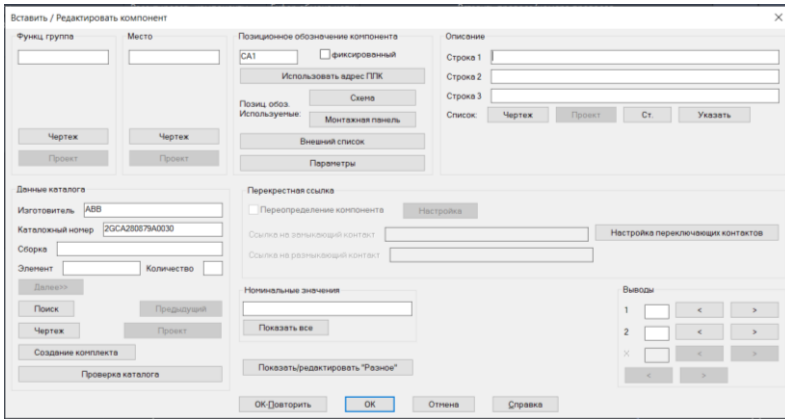 Вставить / Редактировать компонент
Функц. группа
Чертеж
Проект
Место
Чертеж
Проект
Позиционное обозначение компонента
CA1
фиксированный
Использовать адрес ППК
Позиц. обоз.
Используемые:
Схема
Монтажная панель
Внешний список
Параметры
Описание
Строка 1
Строка 2
Строка 3
Список: Чертеж Проект Ст. Указать
Данные каталога
Изготовитель ABB
Каталожный номер 2GCA280879A0030
Сборка
Элемент Количество
Далее>>
Поиск Предыдущий
Чертеж Проект
Создание комплекта
Проверка каталога
Перекрестная ссылка
Переопределение компонента Настройка
Ссылка на замыкающий контакт
Ссылка на размыкающий контакт
Настройка переключающих контактов
Номинальные значения
Показать все
Показать/редактировать "Разное"
Выводы
1 < >
2 < >
X < >
< >
ОК-Повторить ОК Отмена Справка